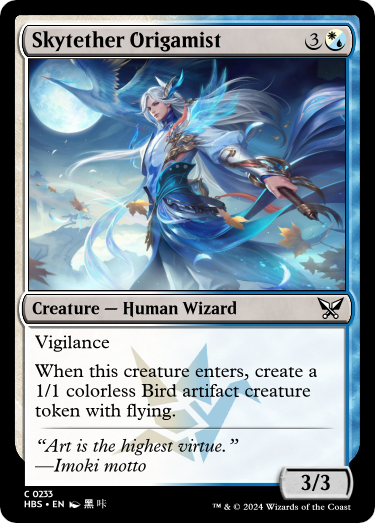 Skytether Origamist 3
Creature — Human Wizard
Vigilance
When this creature enters, create a
1/1 colorless Bird artifact creature
token with flying.
“Art is the highest virtue.”
—Imoki motto
3/3
C 0233
HBS • EN 黑咔
™ & © 2024 Wizards of the Coast